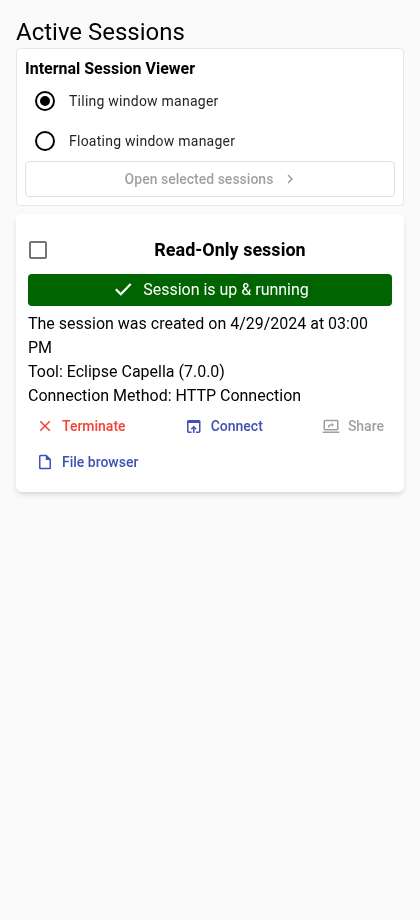 Active Sessions
Internal Session Viewer
Tiling window manager
Floating window manager
Open selected sessions
Read-Only session
Session is up & running
The session was created on 4/29/2024 at 03:00
PM
Tool: Eclipse Capella (7.0.0)
Connection Method: HTTP Connection
Terminate
Connect
Share
File browser